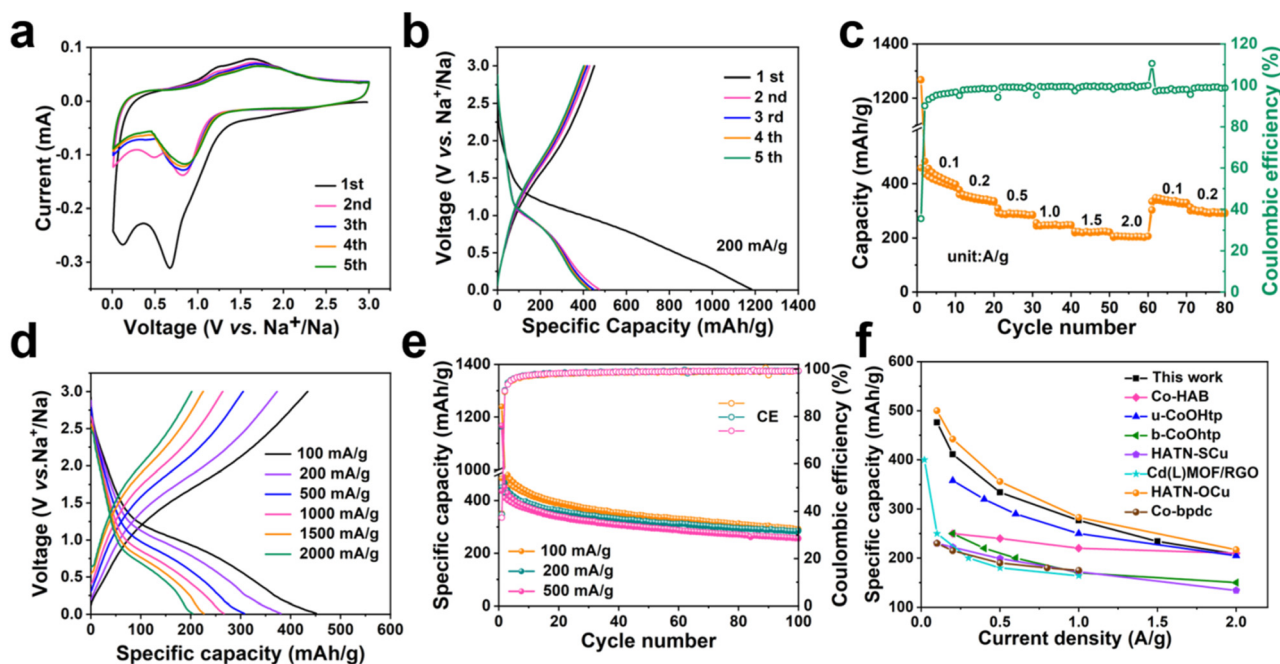 a
0.1
0.0
-0.1
-0.2
-0.3
Current (mA)
1st
2nd
3th
4th
5th
0.0 0.5 1.0 1.5 2.0 2.5 3.0
Voltage (V vs. Na+/Na)
b
3.0
2.5
2.0
1.5
1.0
0.5
0.0
Voltage (V vs. Na+/Na)
1 st
2 nd
3 rd
4 th
5 th
200 mA/g
0 200 400 600 800 1000 1200 1400
Specific Capacity (mAh/g)
c
1400
1200
400
200
0
Capacity (mAh/g)
0.1
0.2
0.5
1.0
1.5
2.0
0.1
0.2
unit:A/g
120
100
80
60
40
20
0
Coulombic efficiency (%)
0 10 20 30 40 50 60 70 80
Cycle number
d
3.0
2.5
2.0
1.5
1.0
0.5
0.0
Voltage (V vs.Na+/Na)
100 mA/g
200 mA/g
500 mA/g
1000 mA/g
1500 mA/g
2000 mA/g
0 100 200 300 400 500 600
Specific capacity (mAh/g)
e
1400
1300
1200
1100
1000
400
200
0
Specific capacity (mAh/g)
CE
100 mA/g
200 mA/g
500 mA/g
100
80
60
40
20
0
Coulombic efficiency (%)
0 20 40 60 80 100
Cycle number
f
600
500
400
300
200
100
Specific capacity (mAh/g)
This work
Co-HAB
u-CoOHtp
b-CoOhtp
HATN-SCu
Cd(L)MOF/RGO
HATN-OCu
Co-bpdc
0.0 0.5 1.0 1.5 2.0
Current density (A/g)